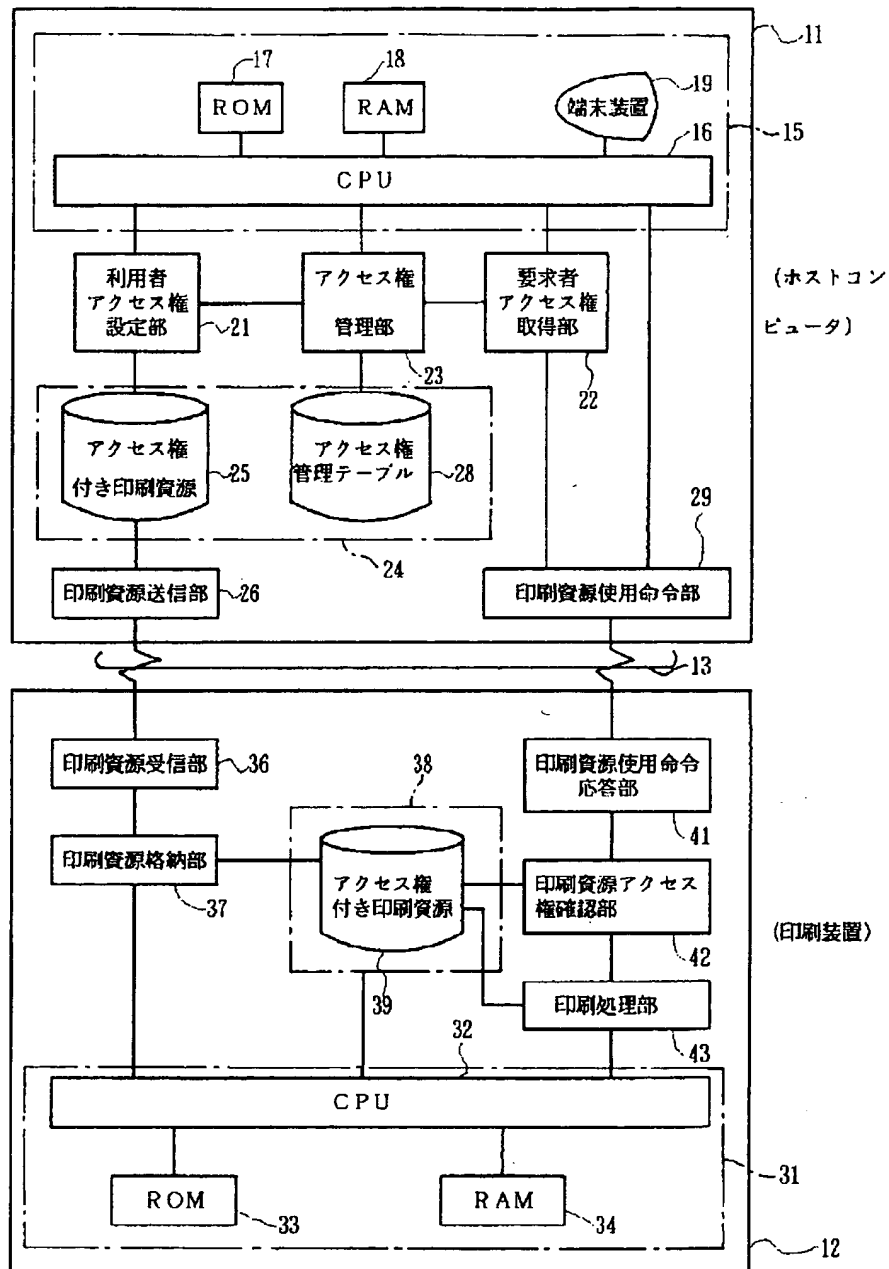 11
17
18
19
ROM
RAM
端末装置
15
16
CPU
利用者
アクセス権
設定部
21
アクセス権
管理部
23
要求者
アクセス権
取得部
22
(ホストコン
ピュータ)
アクセス権
付き印刷資源
25
アクセス権
管理テーブル
28
24
29
印刷資源送信部
26
印刷資源使用命令部
13
印刷資源受信部
36
38
印刷資源使用命令
応答部
41
印刷資源格納部
37
アクセス権
付き印刷資源
39
印刷資源アクセス
権確認部
42
(印刷装置)
印刷処理部
43
32
CPU
31
ROM
33
RAM
34
12